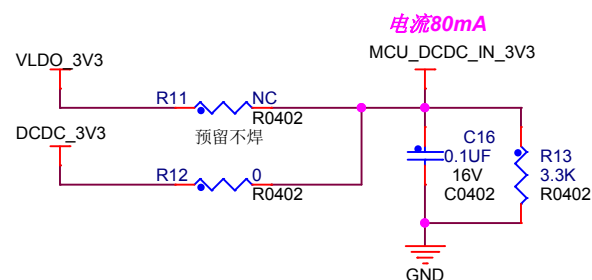 电流80mA
VLDO_3V3
MCU_DCDC_IN_3V3
R11
NC
R0402
预留不焊
DCDC_3V3
R12
0
R0402
C16
0.1UF
16V
C0402
R13
3.3K
R0402
GND